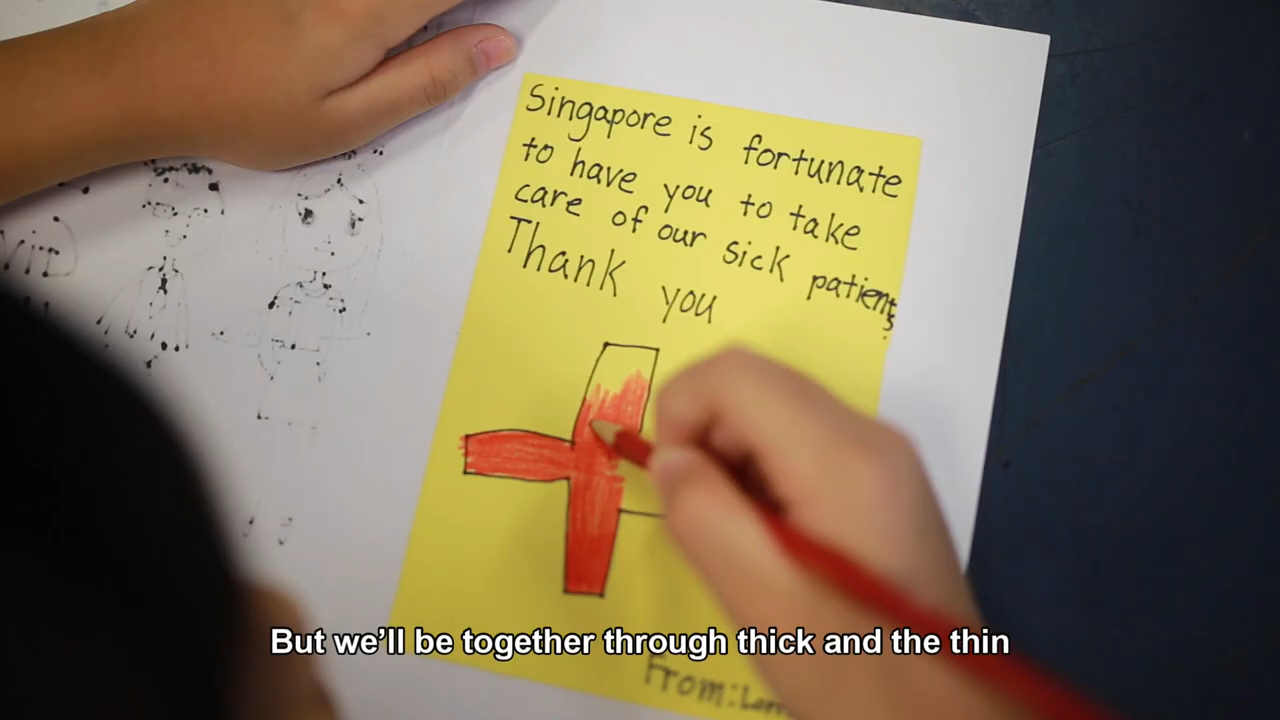 Singapore is fortunate
to have you to take
care of our sick patients
Thank you
From:
But we'll be together through thick and the thin